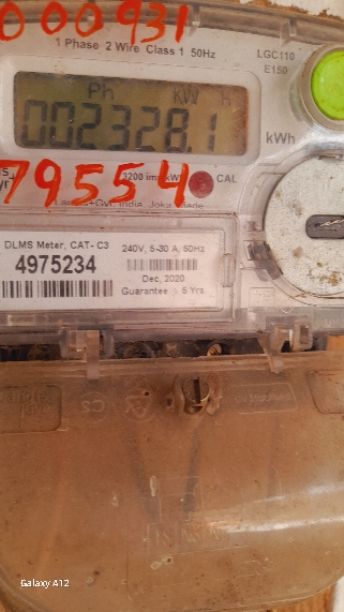 000931
1 Phase 2 Wire Class 1 50Hz
LGC110
E150
Ph KW h
002328.1
kWh
79554
3200 imp/kWh
CAL
DLMS Meter, CAT- C3
4975234
240V, 5-30 A, 50Hz
Dec, 2020
Guarantee : 5 Yrs.
Galaxy A12